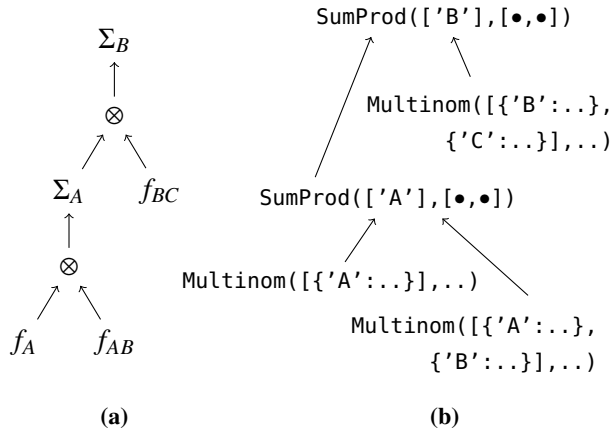 Σ_B
⊗
Σ_A f_BC
⊗
f_A f_AB
(a)
SumProd(['B'],[•,•])
Multinom([{'B':..},
{'C':..}],..)
SumProd(['A'],[•,•])
Multinom([{'A':..}],..)
Multinom([{'A':..},
{'B':..}],..)
(b)